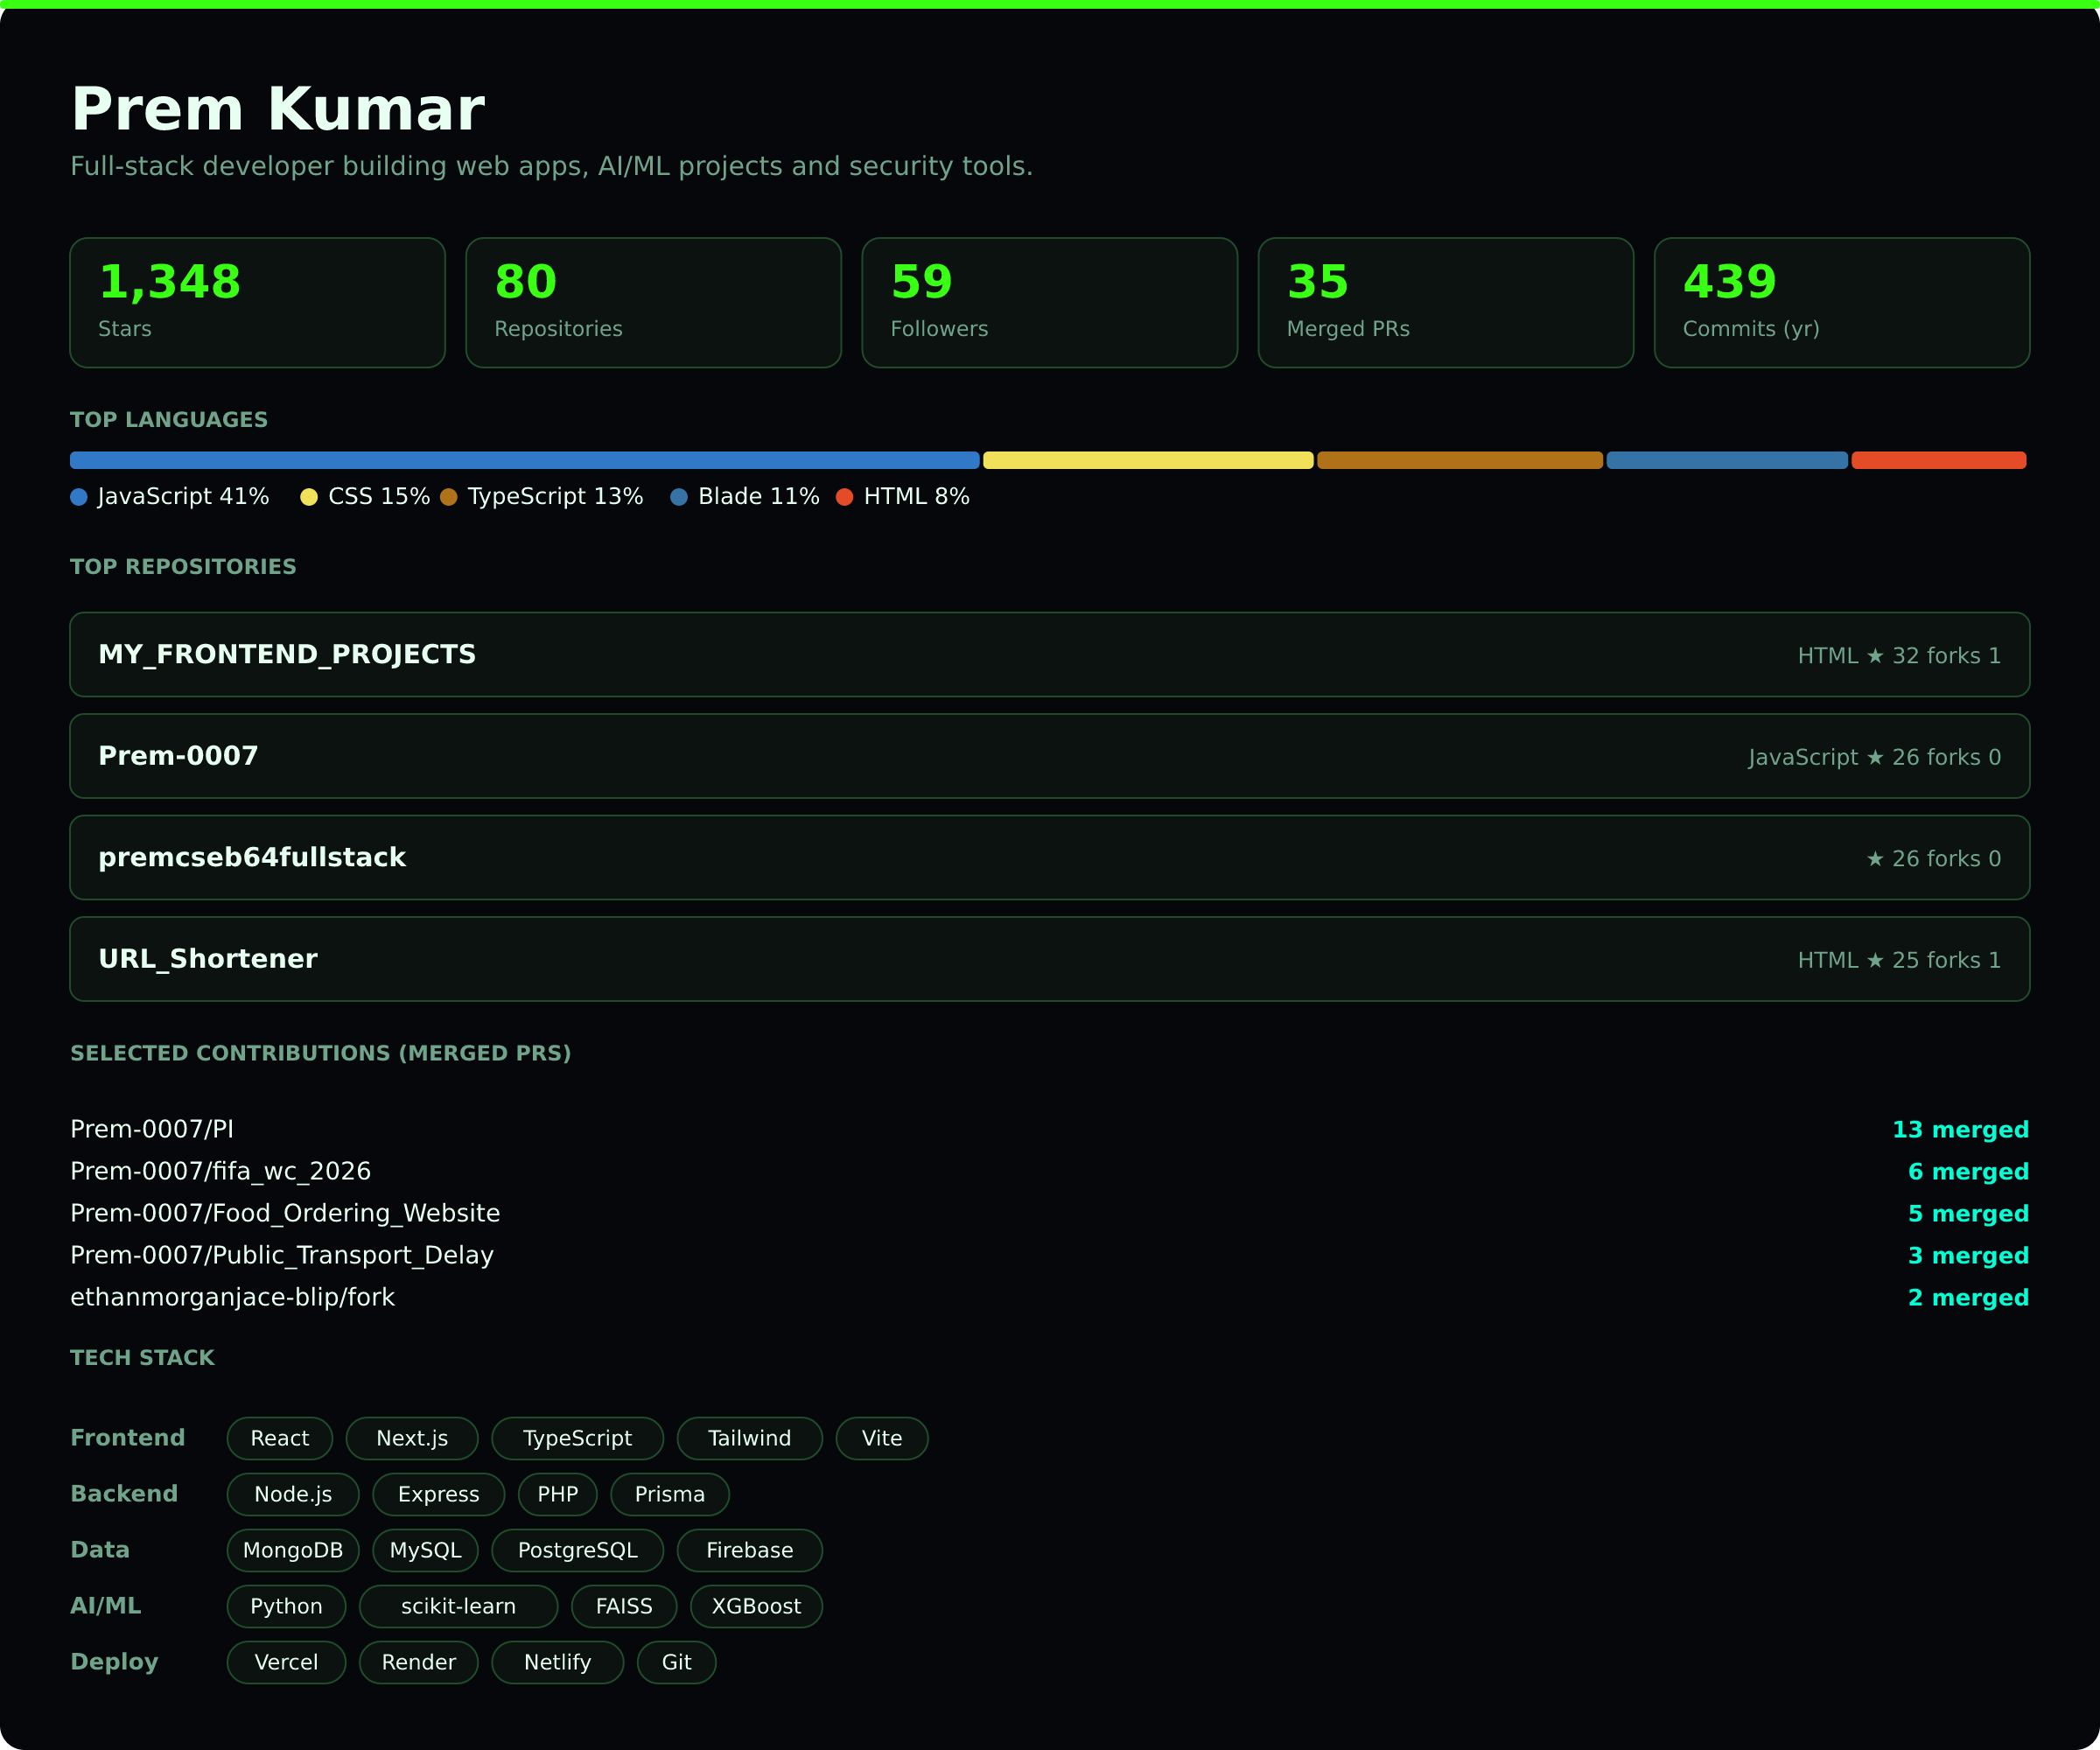 Prem Kumar
Full-stack developer building web apps, AI/ML projects and security tools.
1,348 80 59 35 439
Stars Repositories Followers Merged PRs Commits (yr)
TOP LANGUAGES
JavaScript 41% CSS 15% TypeScript 13% Blade 11% HTML 8%
TOP REPOSITORIES
MY_FRONTEND_PROJECTS HTML ★ 32 forks 1
Prem-0007 JavaScript ★ 26 forks 0
premcseb64fullstack ★ 26 forks 0
URL_Shortener HTML ★ 25 forks 1
SELECTED CONTRIBUTIONS (MERGED PRS)
Prem-0007/PI 13 merged
Prem-0007/fifa_wc_2026 6 merged
Prem-0007/Food_Ordering_Website 5 merged
Prem-0007/Public_Transport_Delay 3 merged
ethanmorganjace-blip/fork 2 merged
TECH STACK
Frontend React Next.js TypeScript Tailwind Vite
Backend Node.js Express PHP Prisma
Data MongoDB MySQL PostgreSQL Firebase
AI/ML Python scikit-learn FAISS XGBoost
Deploy Vercel Render Netlify Git